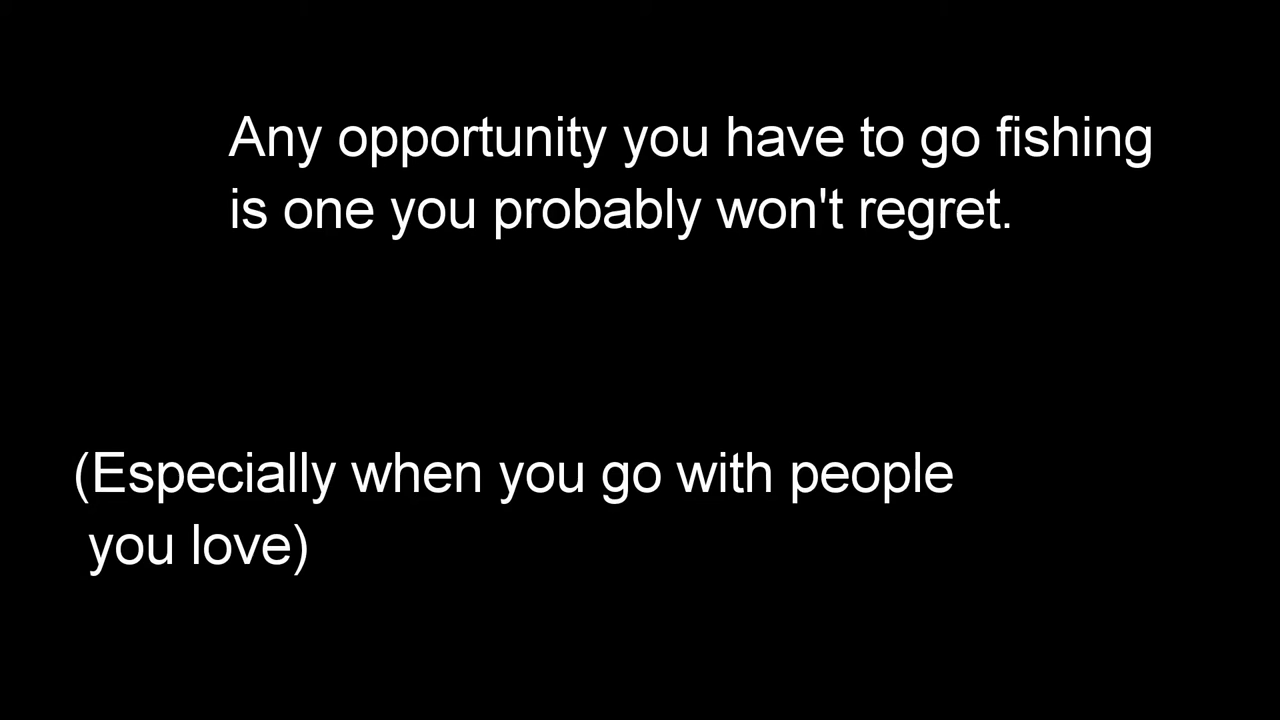 Any opportunity you have to go fishing
is one you probably won't regret.
(Especially when you go with people
you love)